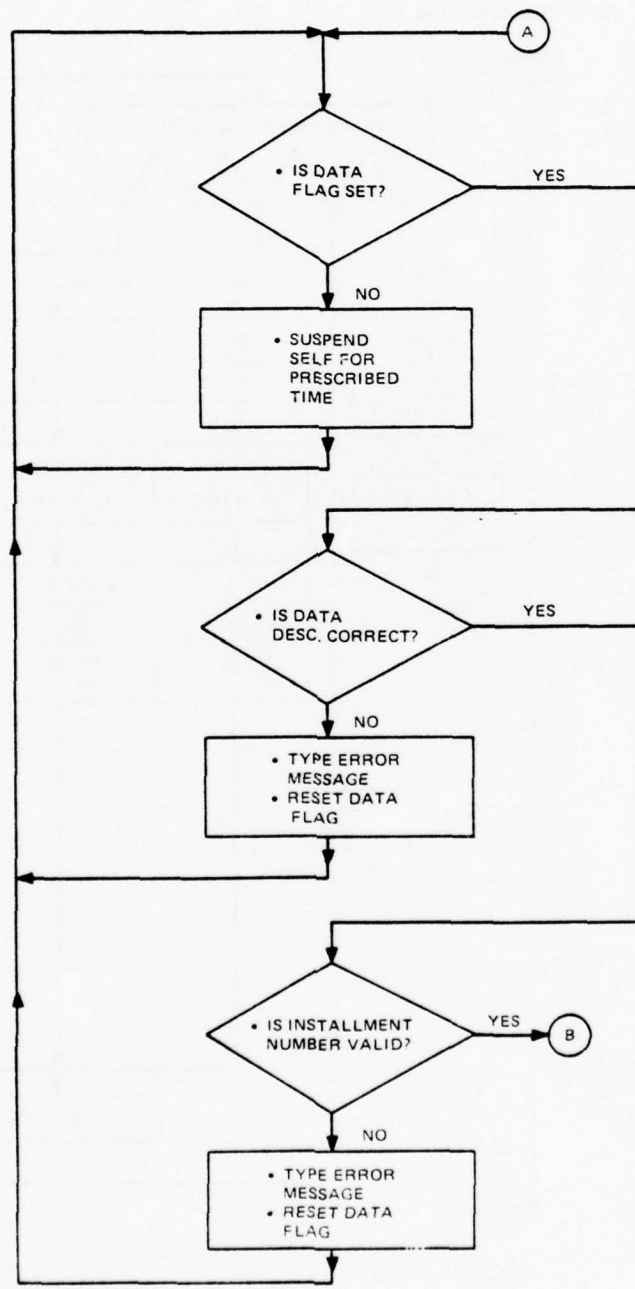 A
• IS DATA
FLAG SET?
YES
NO
• SUSPEND
SELF FOR
PRESCRIBED
TIME
• IS DATA
DESC. CORRECT?
YES
NO
• TYPE ERROR
MESSAGE
• RESET DATA
FLAG
• IS INSTALLMENT
NUMBER VALID?
YES
B
NO
• TYPE ERROR
MESSAGE
• RESET DATA
FLAG